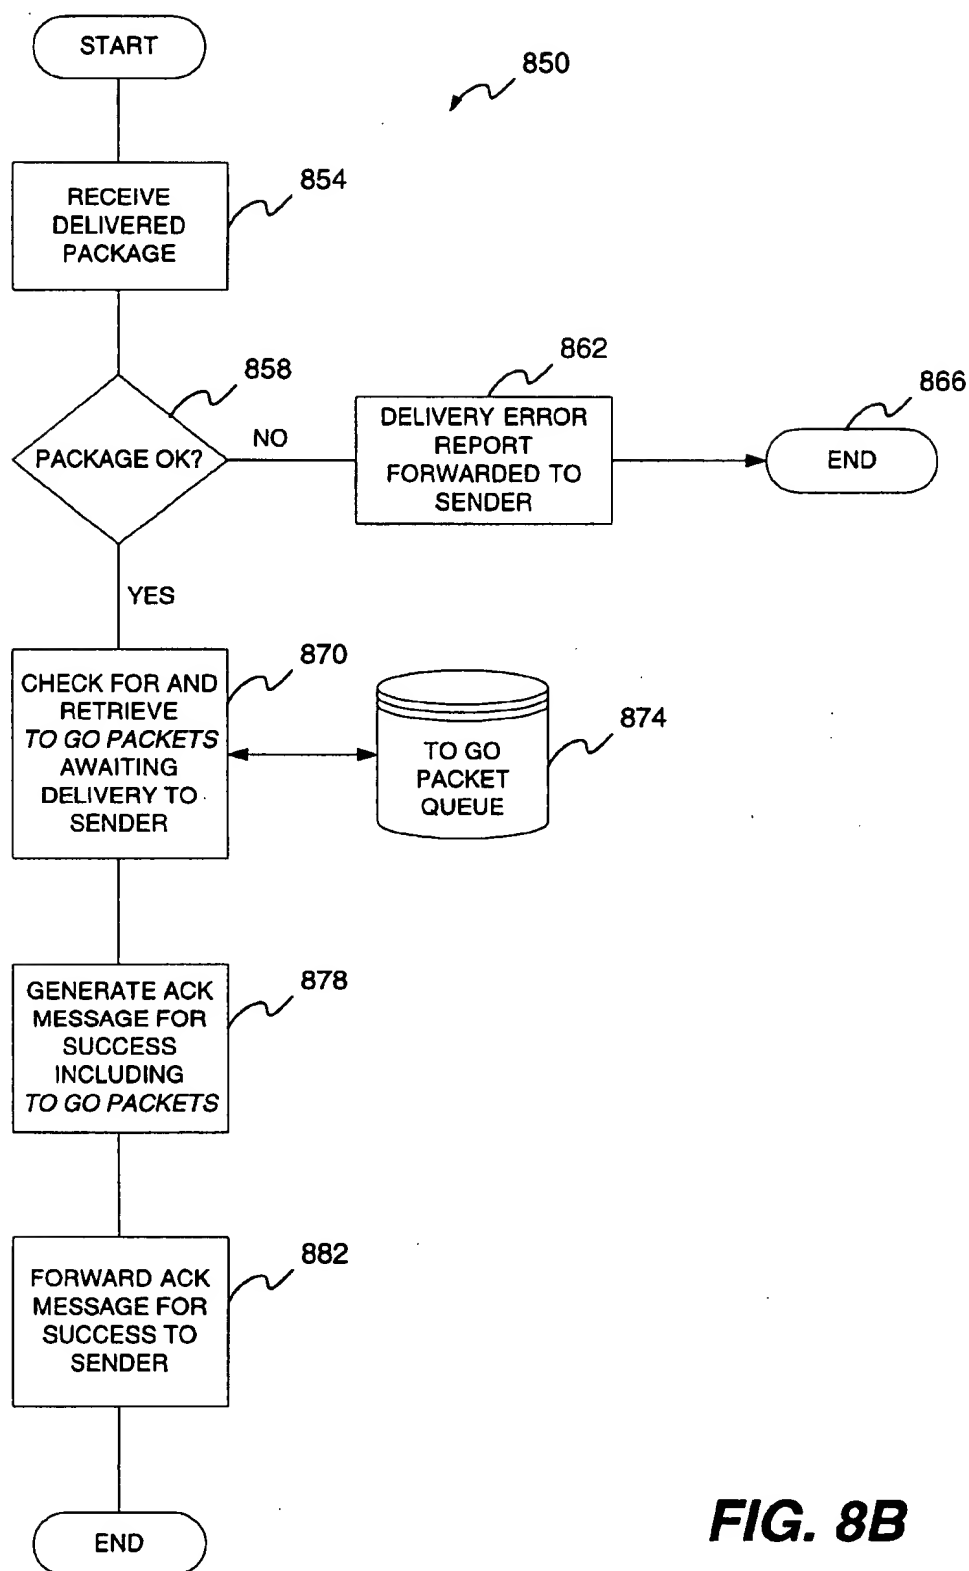 START
850
RECEIVE
DELIVERED
PACKAGE
854
PACKAGE OK?
858
NO
DELIVERY ERROR
REPORT
FORWARDED TO
SENDER
862
END
866
YES
CHECK FOR AND
RETRIEVE
TO GO PACKETS
AWAITING
DELIVERY TO
SENDER
870
TO GO
PACKET
QUEUE
874
GENERATE ACK
MESSAGE FOR
SUCCESS
INCLUDING
TO GO PACKETS
878
FORWARD ACK
MESSAGE FOR
SUCCESS TO
SENDER
882
END
FIG. 8B